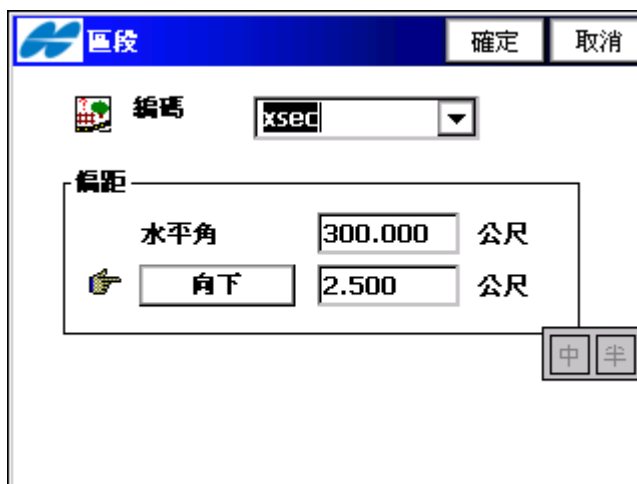 區段 確定 取消
編碼 xsec
偏距
水平角 300.000 公尺
向下 2.500 公尺
中 半